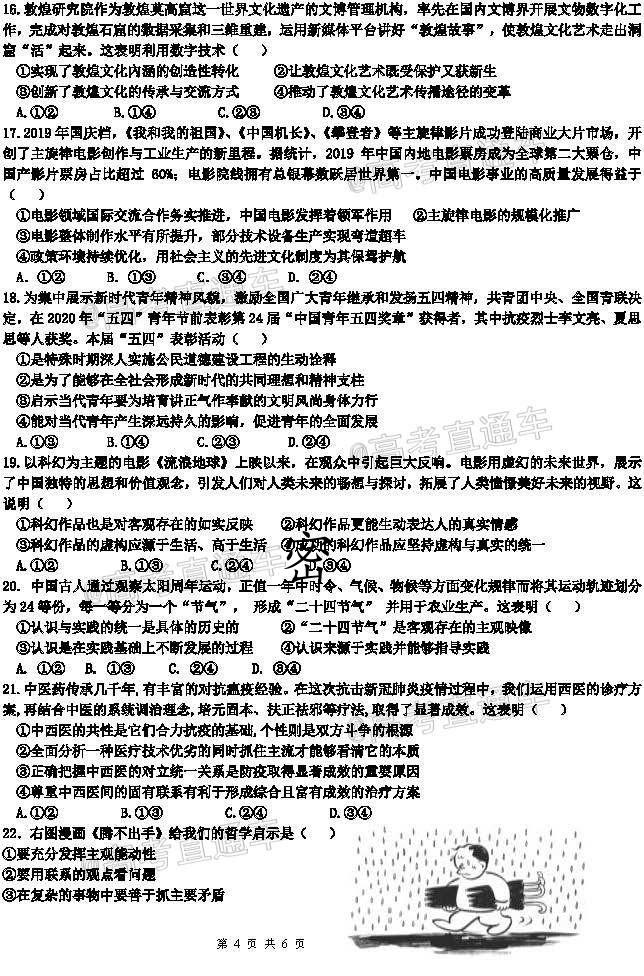 16.敦煌研究院作为敦煌莫高窟这一世界文化遗产的文博管理机构，率先在国内文博界开展文物数字化工
作，完成对敦煌石窟的数据采集和三维重建，运用新媒体平台讲好“敦煌故事”，使敦煌文化艺术走出洞
窟“活”起来。这表明利用数字技术（ ）
①实现了敦煌文化内涵的创造性转化 ②让敦煌文化艺术既受保护又获新生
③创新了敦煌文化的传承与交流方式 ④推动了敦煌文化艺术传播途径的变革
A.①② B.①④ C.②③ D.③④
17.2019年国庆档，《我和我的祖国》、《中国机长》、《攀登者》等主旋律影片成功登陆商业大片市场，开
创了主旋律电影创作与工业生产的新里程。据统计，2019 年中国内地电影票房成为全球第二大票仓，中
国产影片票房占比超过 60%；电影院线拥有总银幕数跃居世界第一。中国电影事业的高质量发展得益于
（ ）
①电影领域国际交流合作务实推进，中国电影发挥着领军作用 ②主旋律电影的规模化推广
③电影整体制作水平有所提升，部分技术设备生产实现弯道超车
④政策环境持续优化，用社会主义的先进文化制度为其保驾护航
A．①② B．①③ C．③④ D．②④
18.为集中展示新时代青年精神风貌，激励全国广大青年继承和发扬五四精神，共青团中央、全国青联决
定，在 2020 年“五四”青年节前表彰第 24 届“中国青年五四奖章”获得者，其中抗疫烈士李文亮、夏思
思等人获奖。本届“五四”表彰活动（ ）
①是特殊时期深入实施公民道德建设工程的生动诠释
②是为了能够在全社会形成新时代的共同理想和精神支柱
③启示当代青年要为培育讲正气作奉献的文明风尚身体力行
④能对当代青年产生深远持久的影响，促进青年的全面发展
A.①③ B.①④ C.②③ D.②④
19.以科幻为主题的电影《流浪地球》上映以来，在观众中引起巨大反响。电影用虚幻的未来世界，展示
了中国独特的思想和价值观念，引发人们对人类未来的畅想与探讨，拓展了人类憧憬美好未来的视野。这
说明（ ）
①科幻作品也是对客观存在的如实反映 ②科幻作品更能生动表达人的真实情感
③科幻作品的虚构应源于生活、高于生活 ④成功的科幻作品应坚持虚构与真实的统一
A.①② B.①③ D.③④
密
20．中国古人通过观察太阳周年运动，正值一年中时令、气候、物候等方面变化规律而将其运动轨迹划分
为 24 等份，每一等分为一个“节气”， 形成“二十四节气” 并用于农业生产。这表明（ ）
①认识与实践的统一是具体的历史的 ②“二十四节气”是客观存在的主观映像
③认识是在实践基础上不断发展的过程 ④认识来源于实践并能够指导实践
A．①② B．①③ C．②④ D．③④
21.中医药传承几千年，有丰富的对抗瘟疫经验。在这次抗击新冠肺炎疫情过程中，我们运用西医的诊疗方
案，再结合中医的系统调治理念，培元固本、扶正祛邪等疗法，取得了显著成效。这表明（ ）
①中西医的共性是它们合力抗疫的基础，个性则是双方斗争的根源
②全面分析一种医疗技术优劣的同时抓住主流才能够看清它的本质
③正确把握中西医的对立统一关系是防疫取得显著成效的重要原因
④尊重中西医间的固有联系有利于形成综合且富有成效的治疗方案
A.①② B.①③ C.②④ D.③④
22．右图漫画《腾不出手》给我们的哲学启示是（ ）
①要充分发挥主观能动性
②要用联系的观点看问题
③在复杂的事物中要善于抓主要矛盾
第 4 页 共 6 页
@高考直通车
@高考直通车
@高考直通车